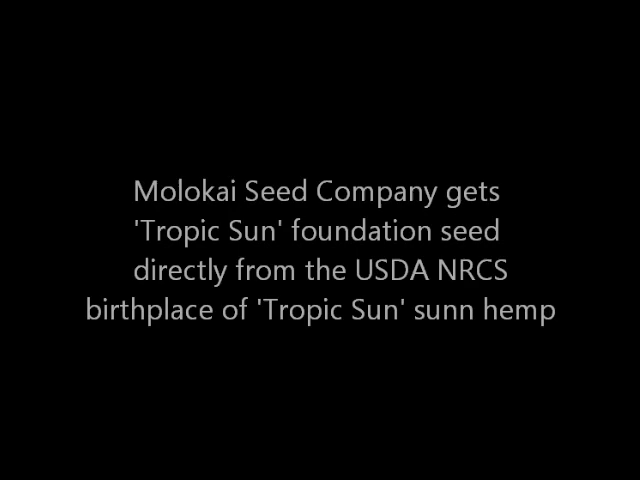 Molokai Seed Company gets
'Tropic Sun' foundation seed
directly from the USDA NRCS
birthplace of 'Tropic Sun' sunn hemp